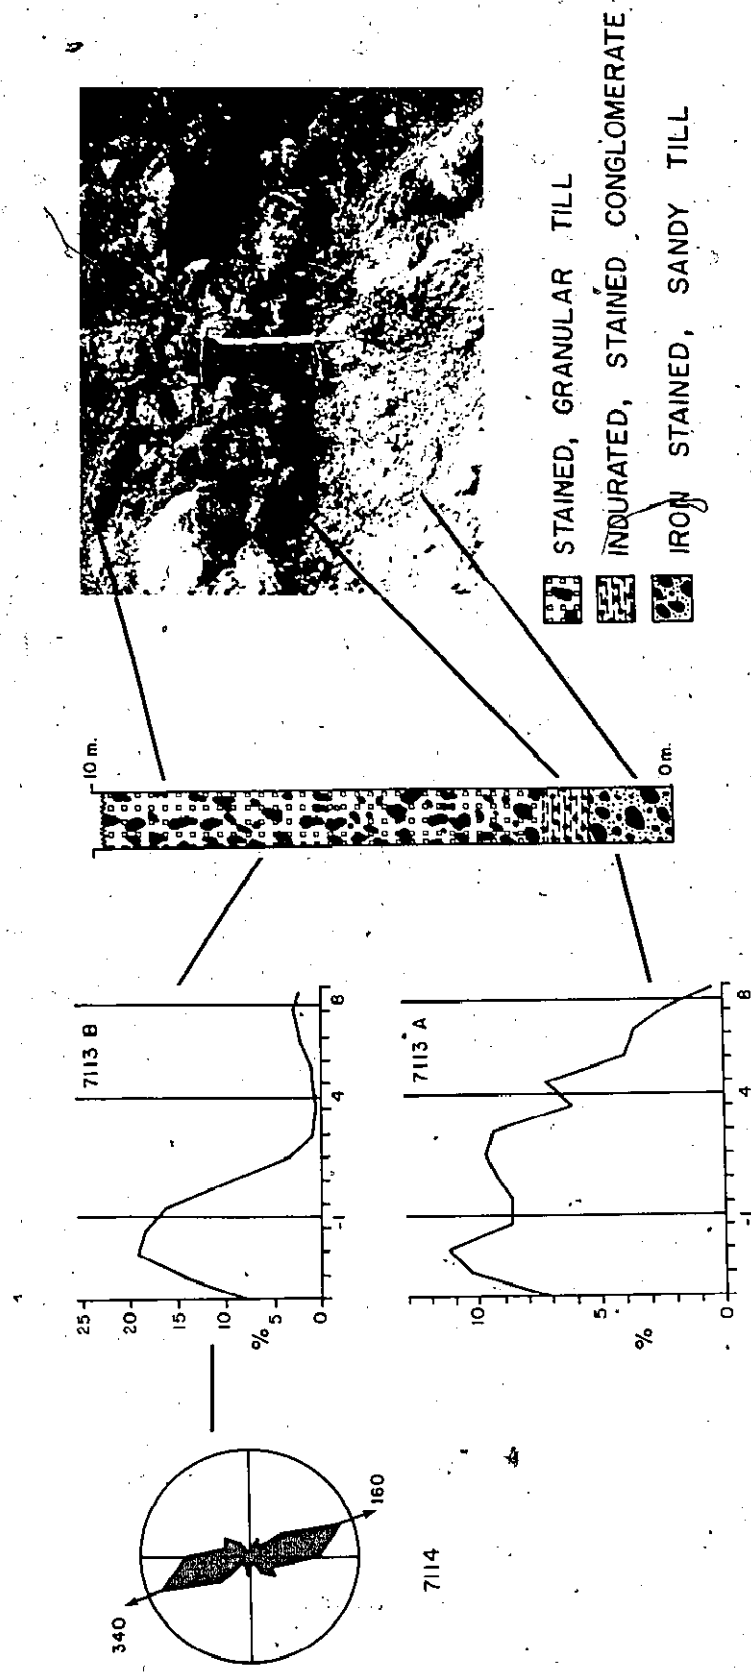 340
160
7114
7113 B
25
20
15
10
5
0
%
-1
4
8
7113 A
10
5
0
%
-1
4
8
10 m.
0 m.
STAINED, GRANULAR TILL
INDURATED, STAINED CONGLOMERATE
IRON STAINED, SANDY TILL